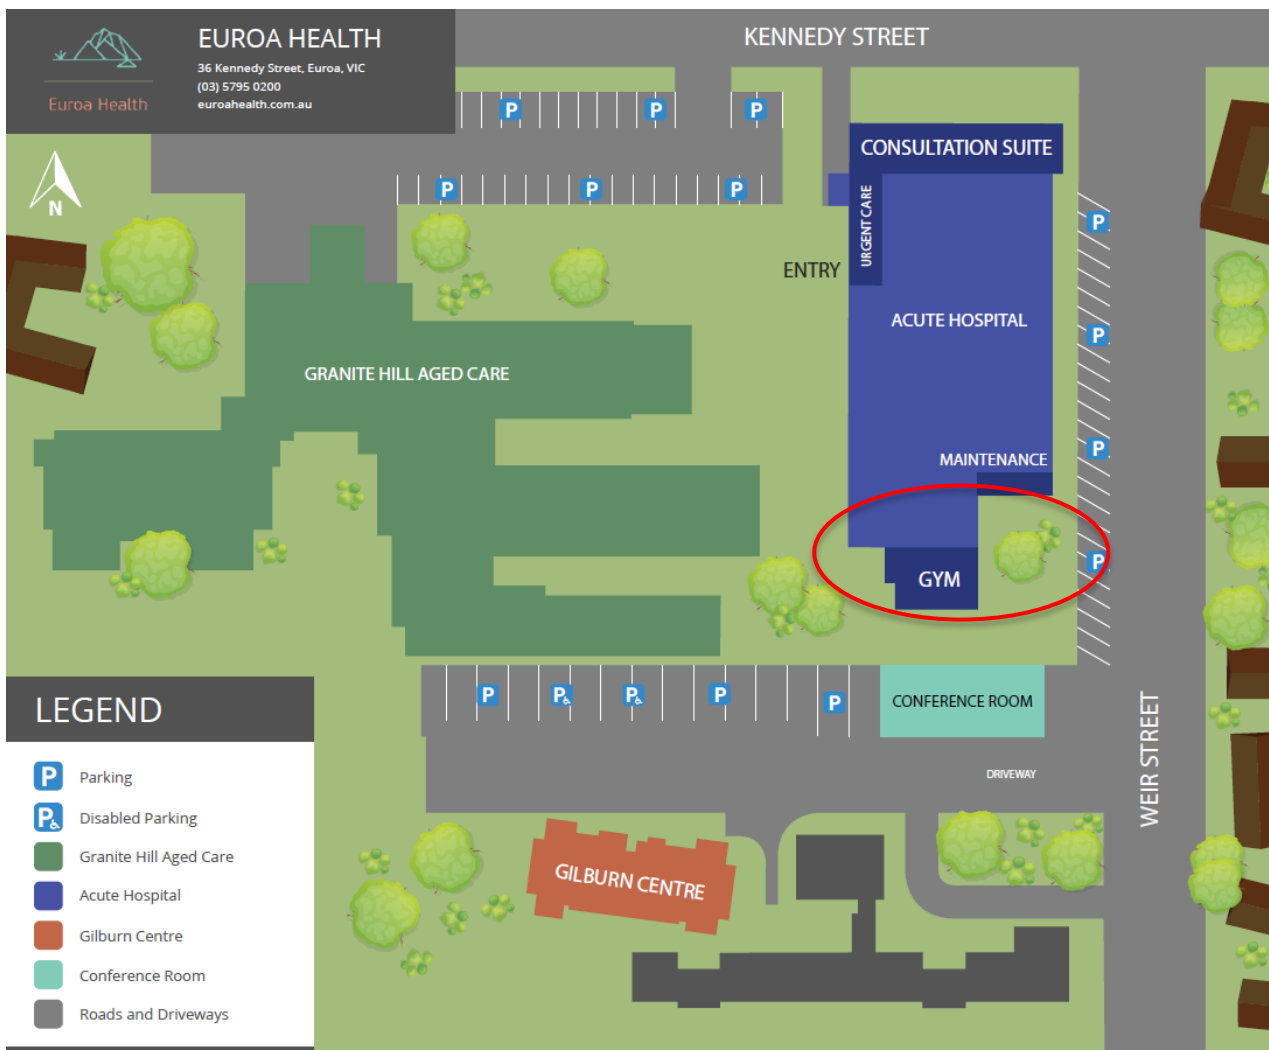 EUROA HEALTH
36 Kennedy Street, Euroa, VIC
(03) 5795 0200
euroahealth.com.au
Euroa Health
KENNEDY STREET
P P P
P P P
N
CONSULTATION SUITE
URGENT CARE
ENTRY
P
ACUTE HOSPITAL
P
GRANITE HILL AGED CARE
MAINTENANCE
P
GYM
P
P P P P P
CONFERENCE ROOM
WEIR STREET
DRIVEWAY
GILBURN CENTRE
LEGEND
P Parking
P Disabled Parking
Granite Hill Aged Care
Acute Hospital
Gilburn Centre
Conference Room
Roads and Driveways